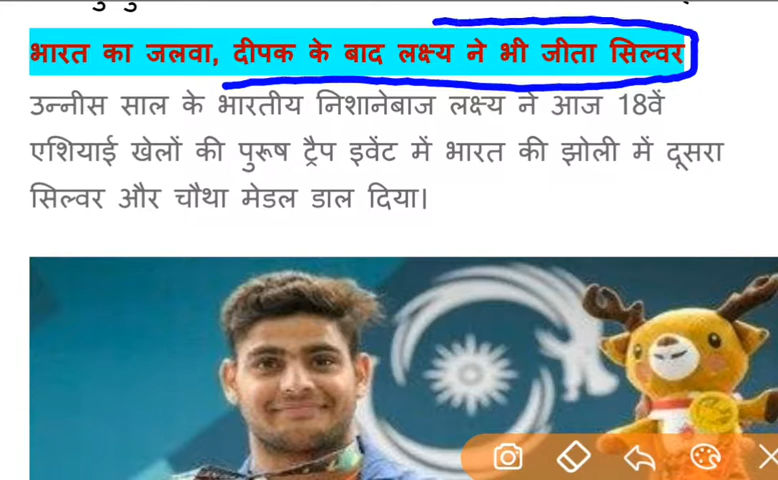 भारत का जलवा, दीपक के बाद लक्ष्य ने भी जीता सिल्वर
उन्नीस साल के भारतीय निशानेबाज लक्ष्य ने आज 18वें
एशियाई खेलों की पुरूष ट्रैप इवेंट में भारत की झोली में दूसरा
सिल्वर और चौथा मेडल डाल दिया।